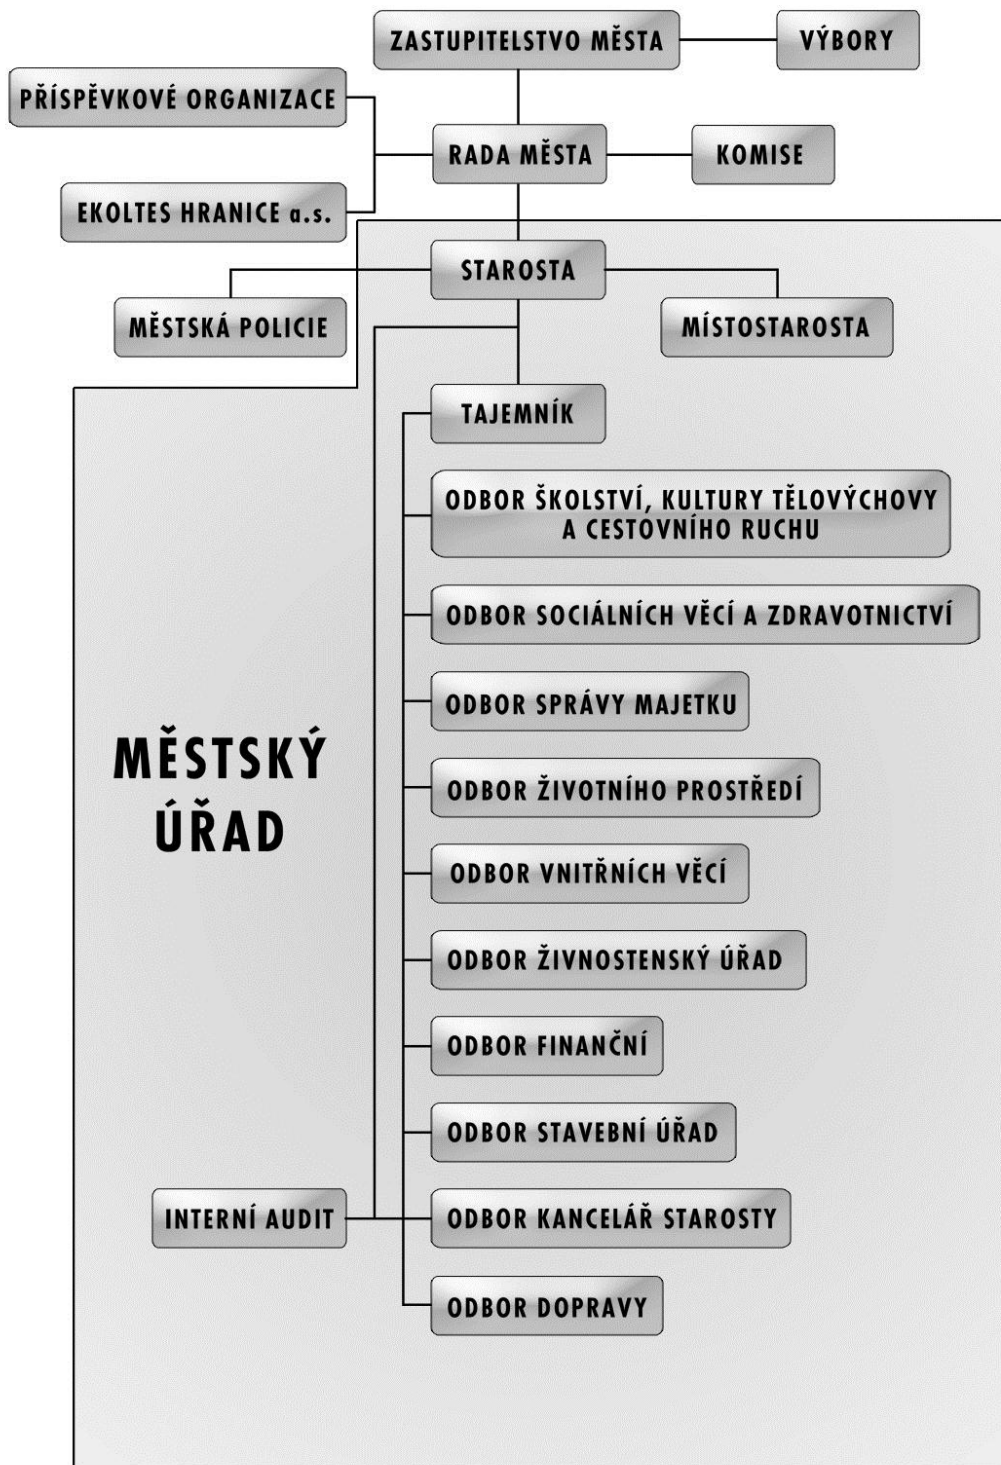 ZASTUPITELSTVO MĚSTA
VÝBORY
PŘÍSPĚVKOVÉ ORGANIZACE
RADA MĚSTA
KOMISE
EKOLTES HRANICE a.s.
STAROSTA
MĚSTSKÁ POLICIE
MÍSTOSTAROSTA
TAJEMNÍK
ODBOR ŠKOLSTVÍ, KULTURY TĚLOVÝCHOVY
A CESTOVNÍHO RUCHU
ODBOR SOCIÁLNÍCH VĚCÍ A ZDRAVOTNICTVÍ
ODBOR SPRÁVY MAJETKU
MĚSTSKÝ
ÚŘAD
ODBOR ŽIVOTNÍHO PROSTŘEDÍ
ODBOR VNITŘNÍCH VĚCÍ
ODBOR ŽIVNOSTENSKÝ ÚŘAD
ODBOR FINANČNÍ
ODBOR STAVEBNÍ ÚŘAD
INTERNÍ AUDIT
ODBOR KANCELÁŘ STAROSTY
ODBOR DOPRAVY